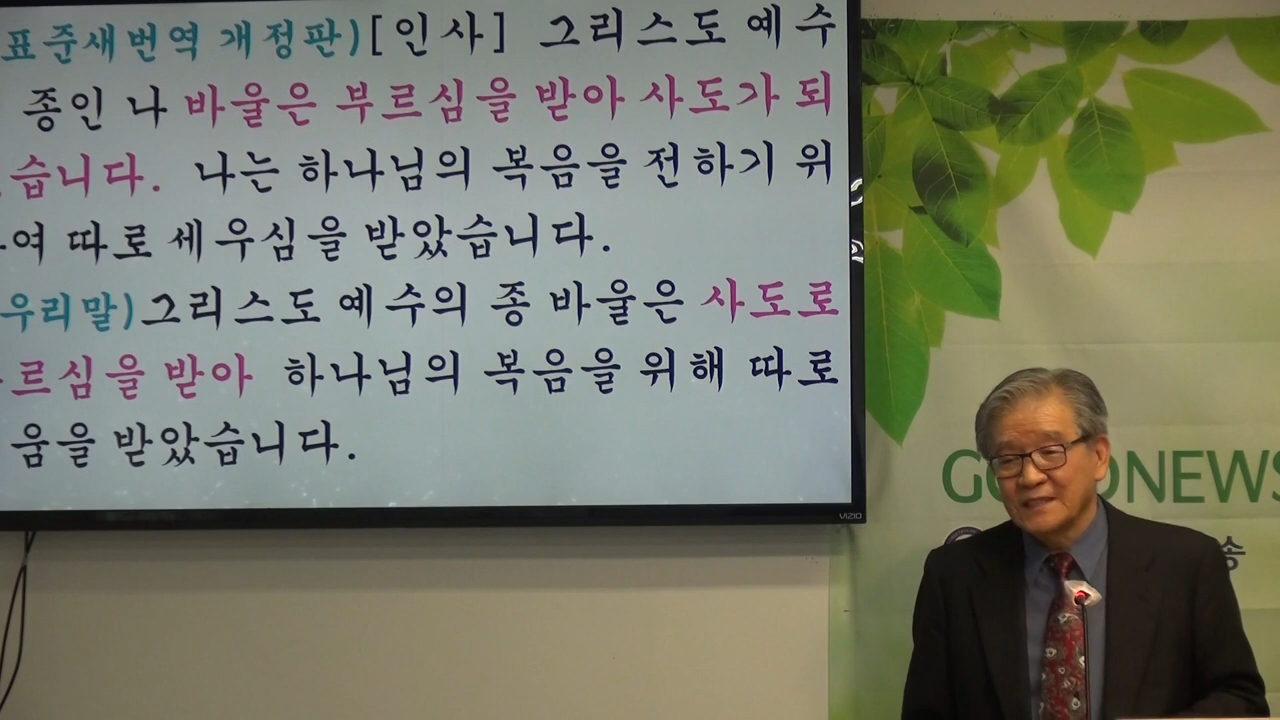 표준새번역 개정판)[인사] 그리스도 예수
종인 나 바울은 부르심을 받아 사도가 되
습니다. 나는 하나님의 복음을 전하기 위
여 따로 세우심을 받았습니다.
우리말)그리스도 예수의 종 바울은 사도로
르심을 받아 하나님의 복음을 위해 따로
움을 받았습니다.
VIZIO
NEWS
송